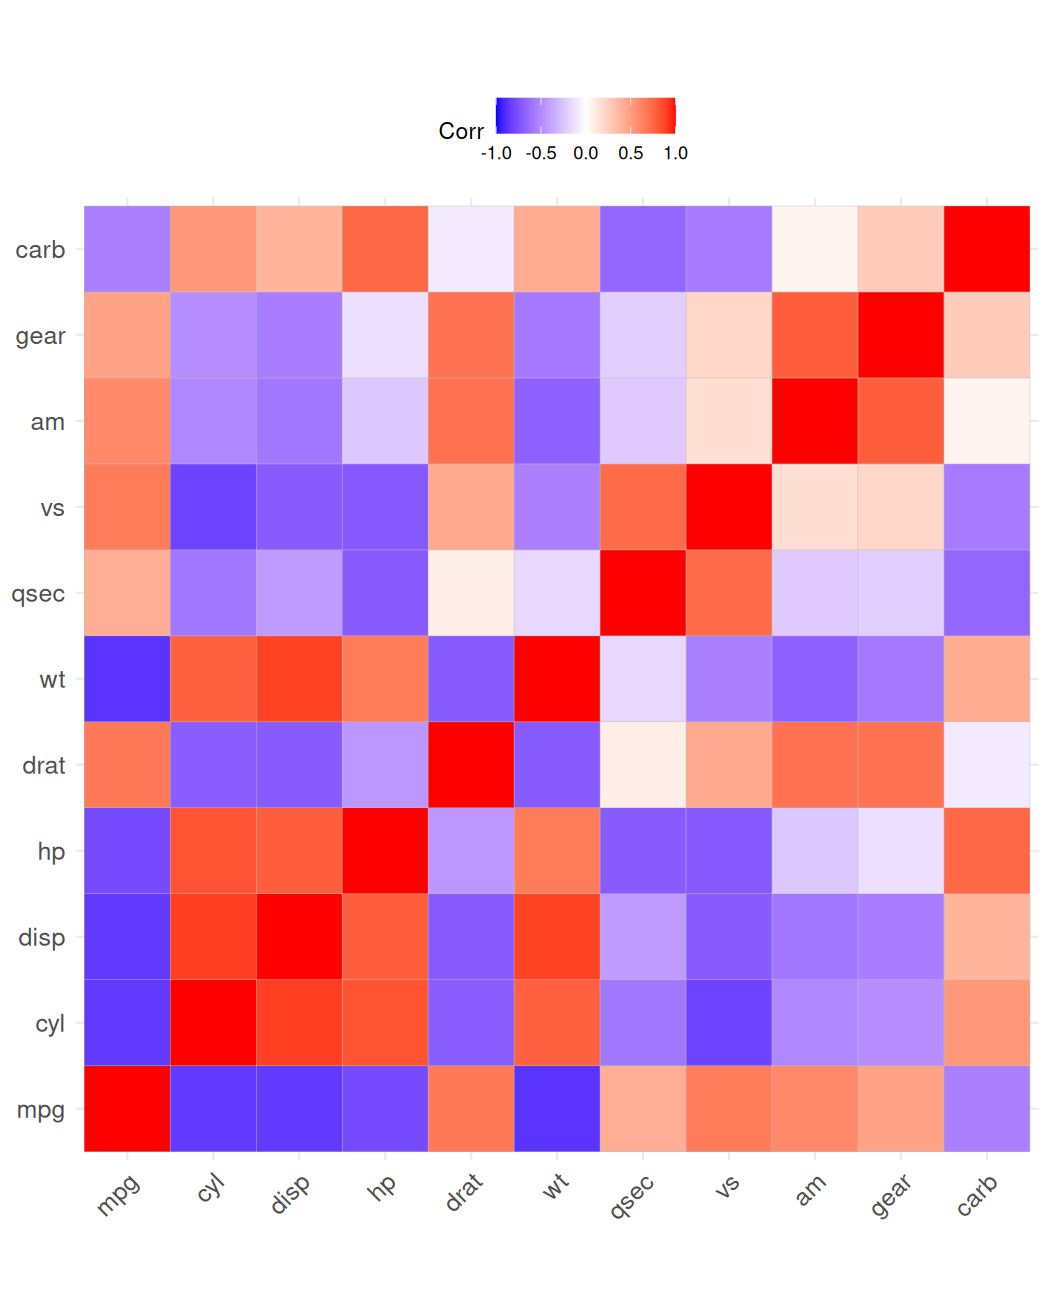 Corr
-1.0 -0.5 0.0 0.5 1.0
carb
gear
am
vs
qsec
wt
drat
hp
disp
cyl
mpg
mpg cyl disp hp drat wt qsec vs am gear carb